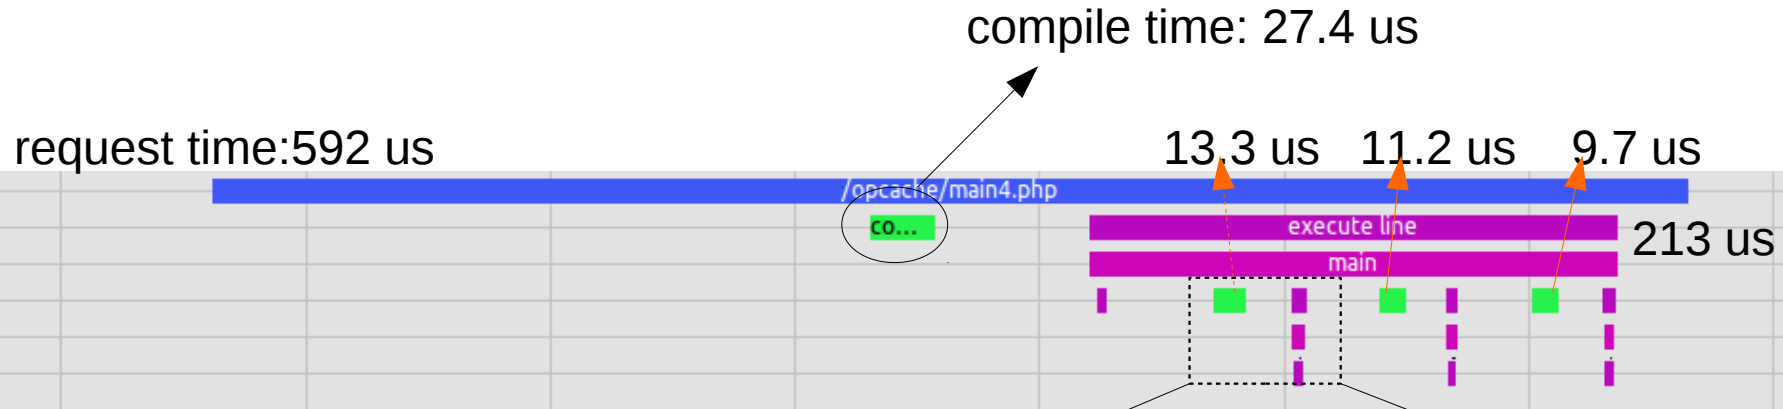 compile time: 27.4 us
request time:592 us
13.3 us
11.2 us
9.7 us
/opcache/main4.php
co...
execute line
213 us
main